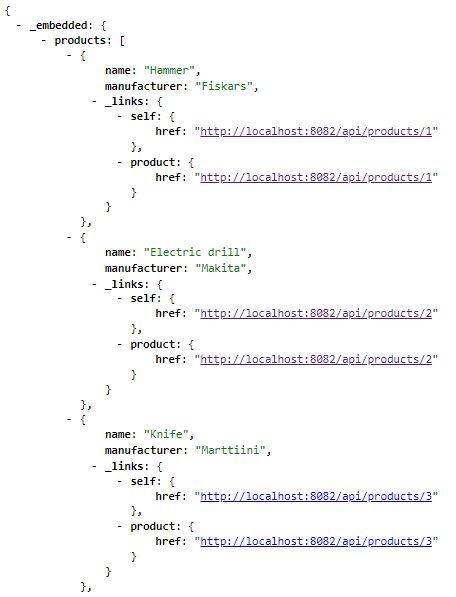 {
- _embedded: {
- products: [
- {
name: "Hammer",
manufacturer: "Fiskars",
- _links: {
- self: {
href: "http://localhost:8082/api/products/1"
},
- product: {
href: "http://localhost:8082/api/products/1"
}
}
},
- {
name: "Electric drill",
manufacturer: "Makita",
- _links: {
- self: {
href: "http://localhost:8082/api/products/2"
},
- product: {
href: "http://localhost:8082/api/products/2"
}
}
},
- {
name: "Knife",
manufacturer: "Marttiini",
- _links: {
- self: {
href: "http://localhost:8082/api/products/3"
},
- product: {
href: "http://localhost:8082/api/products/3"
}
}
},